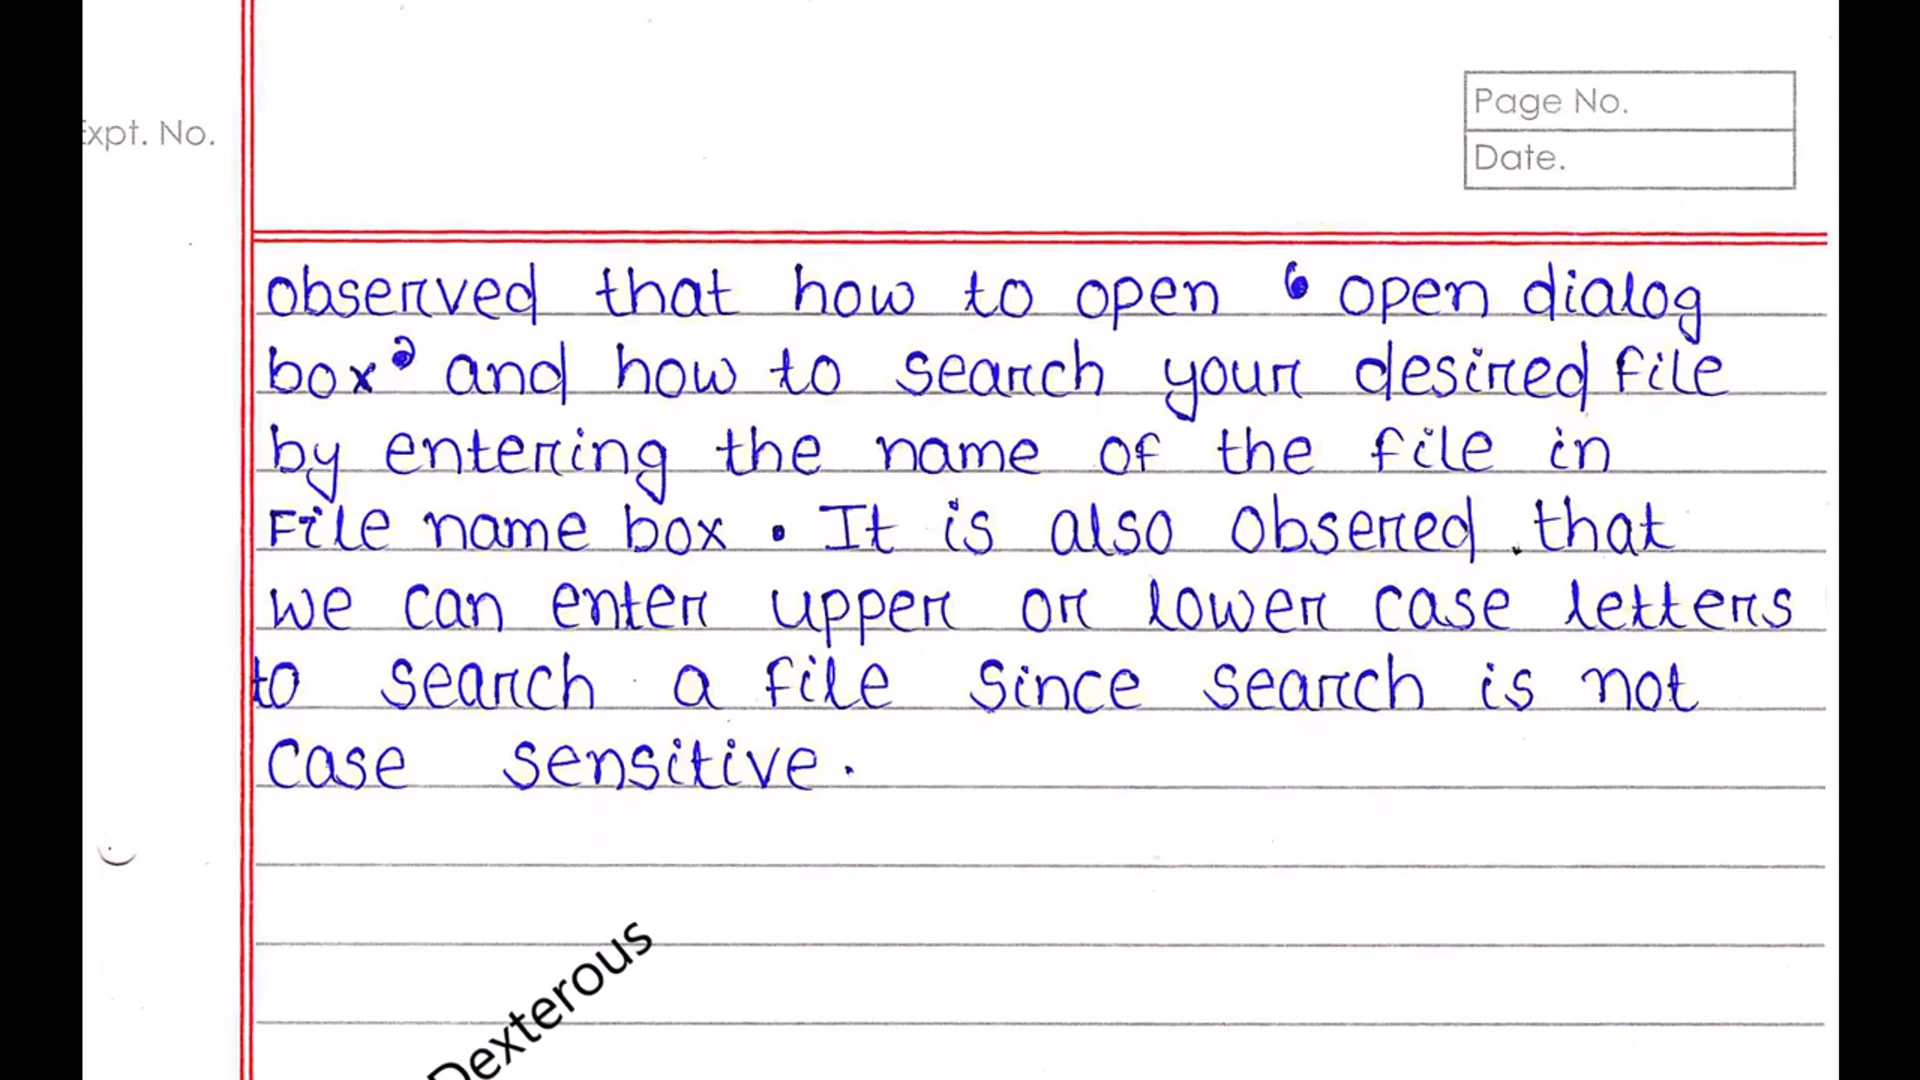 Expt. No.
Page No.
Date.
observed that how to open ‘ open dialog
box’ and how to search your desired file
by entering the name of the file in
File name box . It is also obsered that
we can enter upper or lower case letters
to search a file since search is not
case sensitive.
Dexterous